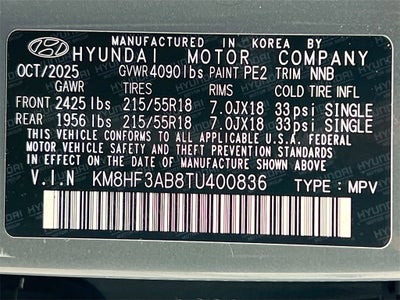 MANUFACTURED IN KOREA BY
HYUNDAI MOTOR COMPANY
OCT/2025 GVWR 4090lbs PAINT PE2 TRIM NNB
GAWR TIRES RIMS COLD TIRE INFL
FRONT 2425 lbs 215/55R18 7.0JX18 33psi SINGLE
REAR 1956 lbs 215/55R18 7.0JX18 33psi SINGLE
THIS VEHICLE CONFORMS TO ALL APPLICABLE U.S. FEDERAL
MOTOR VEHICLE SAFETY, BUMPER, AND THEFT PREVENTION
STANDARDS IN EFFECT ON THE DATE OF MANUFACTURE
SHOWN ABOVE.
V.I.N KM8HF3AB8TU400836 TYPE : MPV